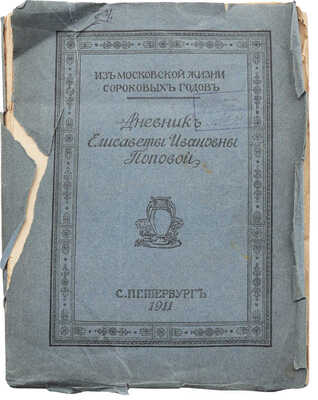 ИЗЪ МОСКОВСКОЙ ЖИЗНИ
СОРОКОВЫХЪ ГОДОВЪ
Дневникъ
Елисаветы Ивановны
Поповой
С. ПЕТЕРБУРГЪ
1911